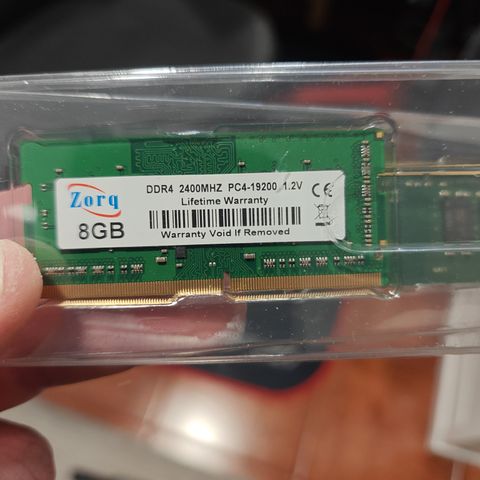 Zorq
8GB
DDR4 2400MHZ PC4-19200 1.2V
Lifetime Warranty
Warranty Void If Removed
CE